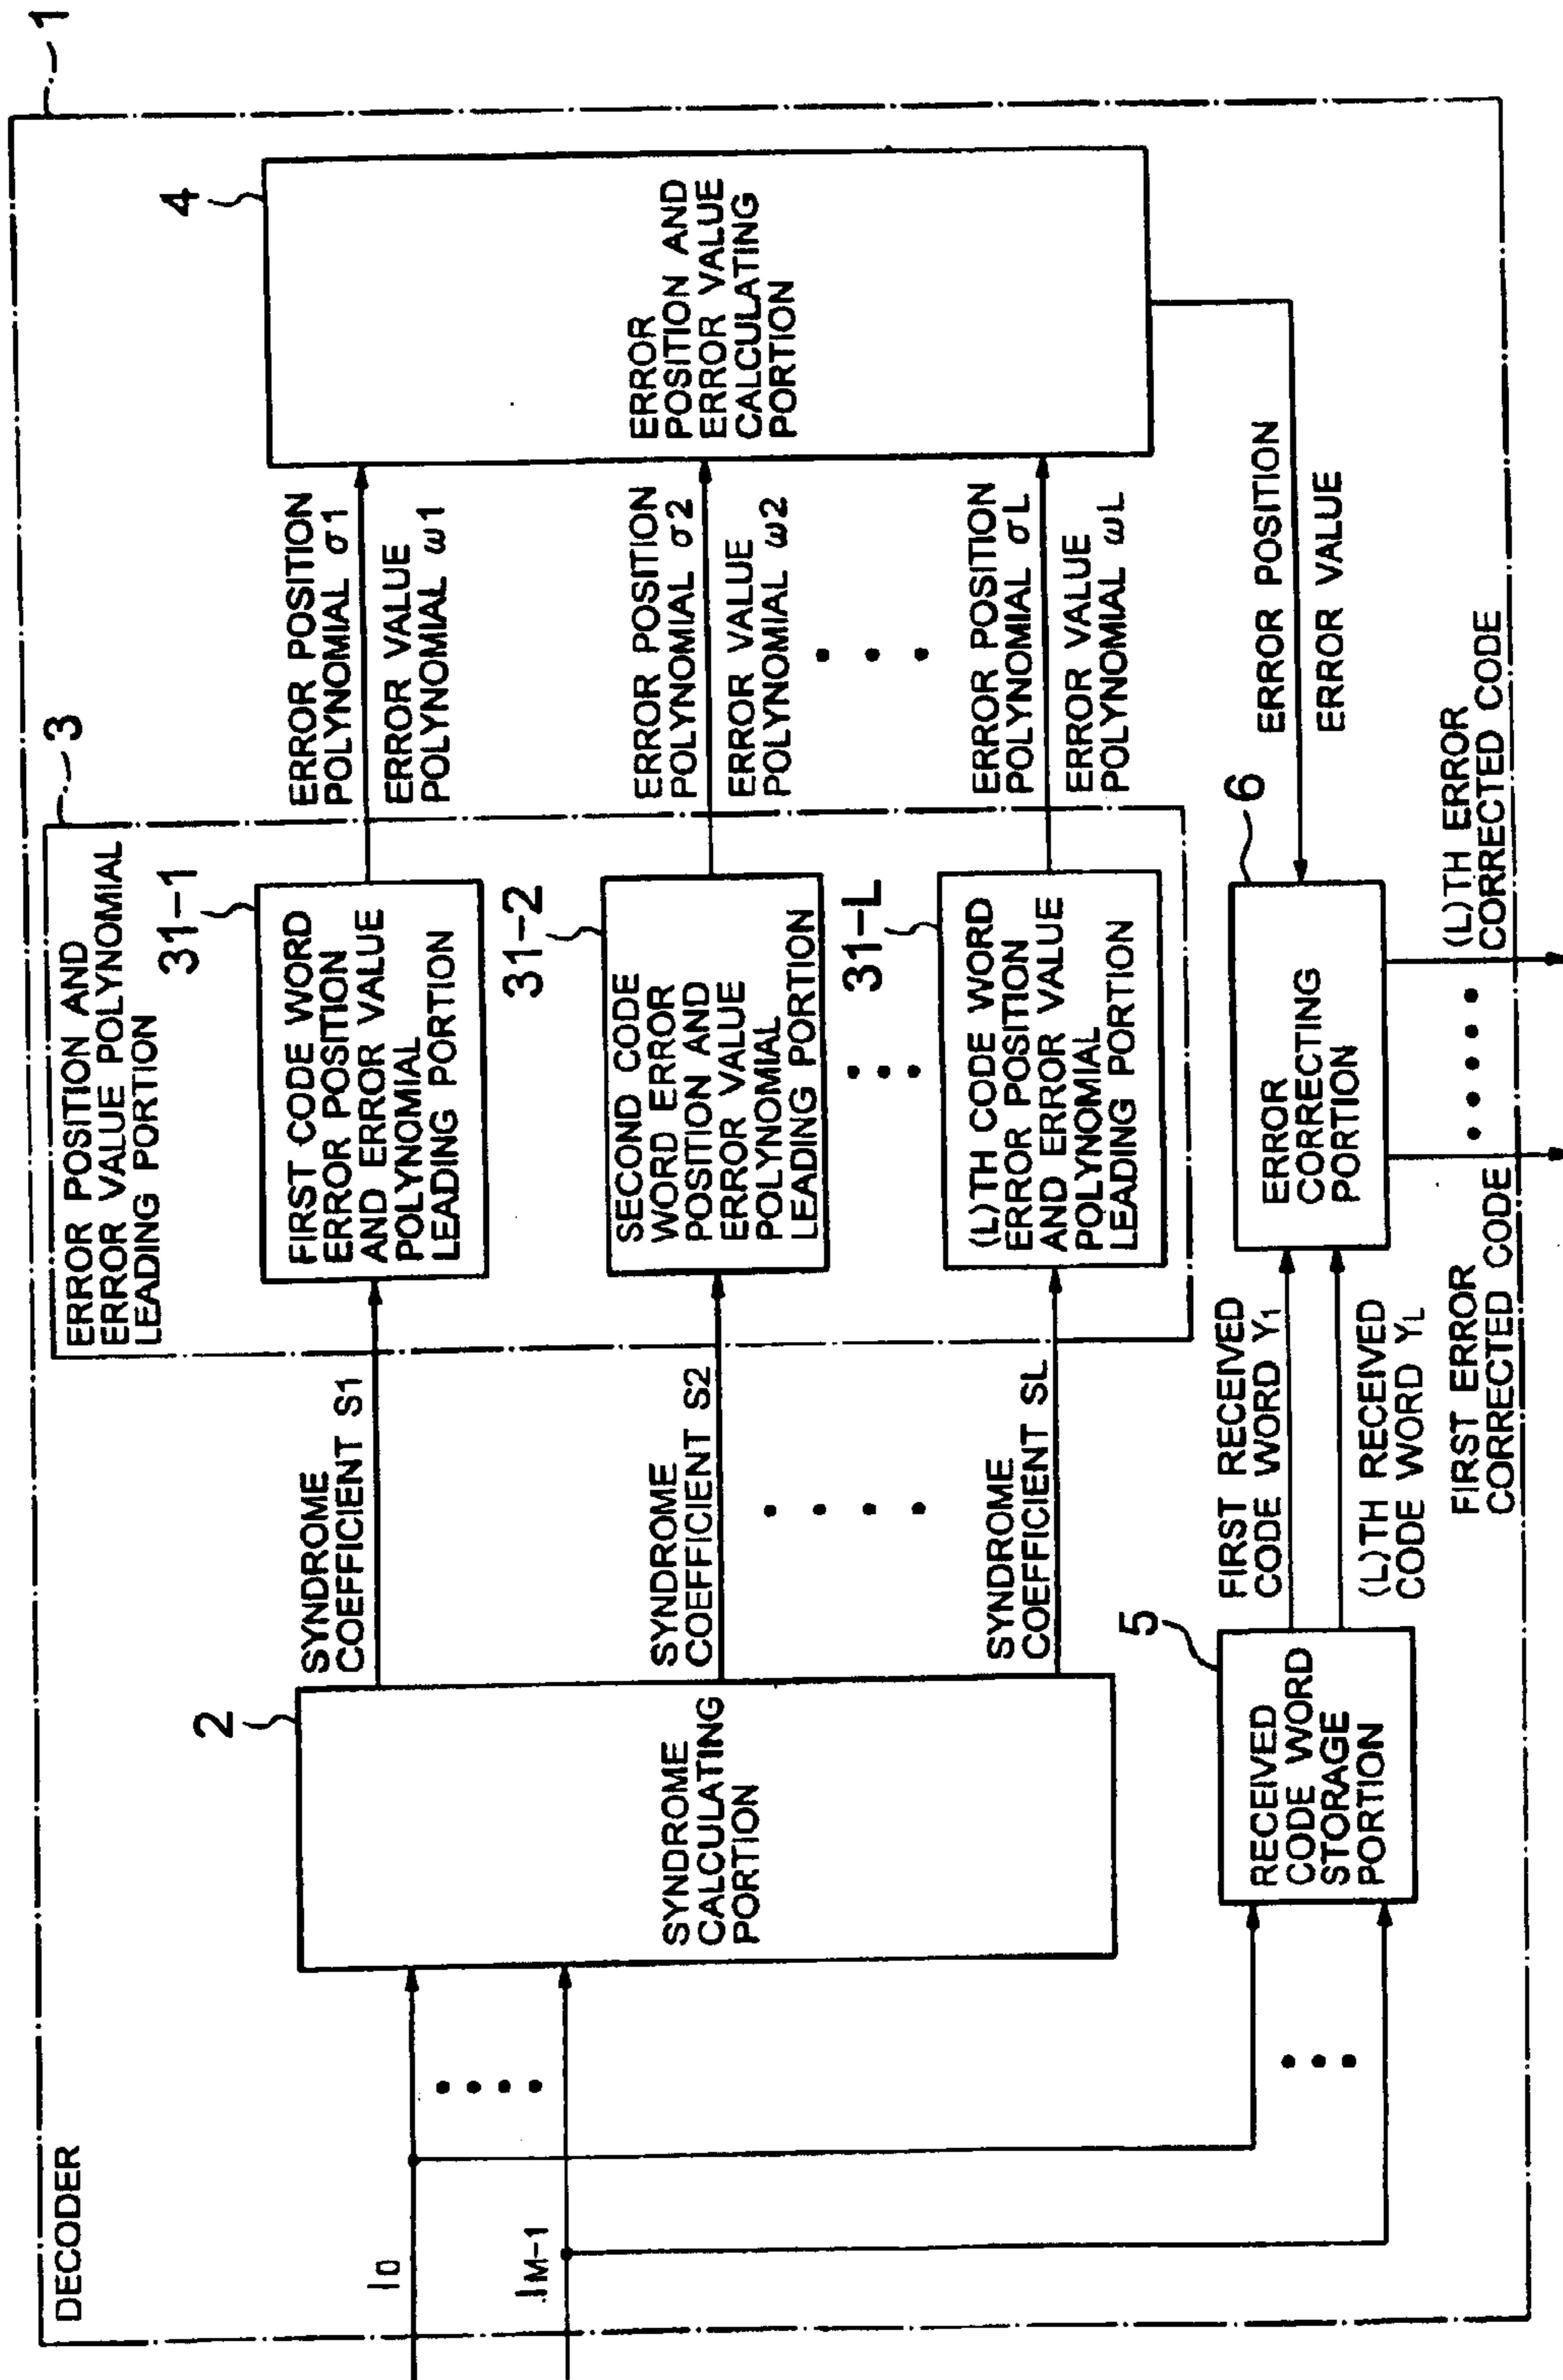 1
DECODER
I0
IM-1
2
SYNDROME
CALCULATING
PORTION
SYNDROME
COEFFICIENT S1
SYNDROME
COEFFICIENT S2
SYNDROME
COEFFICIENT SL
3
ERROR POSITION AND
ERROR VALUE POLYNOMIAL
LEADING PORTION
31-1
FIRST CODE WORD
ERROR POSITION
AND ERROR VALUE
POLYNOMIAL
LEADING PORTION
31-2
SECOND CODE
WORD ERROR
POSITION AND
ERROR VALUE
POLYNOMIAL
LEADING PORTION
31-L
(L)TH CODE WORD
ERROR POSITION
AND ERROR VALUE
POLYNOMIAL
LEADING PORTION
ERROR POSITION
POLYNOMIAL σ1
ERROR VALUE
POLYNOMIAL ω1
ERROR POSITION
POLYNOMIAL σ2
ERROR VALUE
POLYNOMIAL ω2
ERROR POSITION
POLYNOMIAL σL
ERROR VALUE
POLYNOMIAL ωL
4
ERROR
POSITION AND
ERROR VALUE
CALCULATING
PORTION
5
RECEIVED
CODE WORD
STORAGE
PORTION
FIRST RECEIVED
CODE WORD Y1
(L)TH RECEIVED
CODE WORD YL
6
ERROR
CORRECTING
PORTION
ERROR POSITION
ERROR VALUE
FIRST ERROR
CORRECTED CODE
(L)TH ERROR
CORRECTED CODE